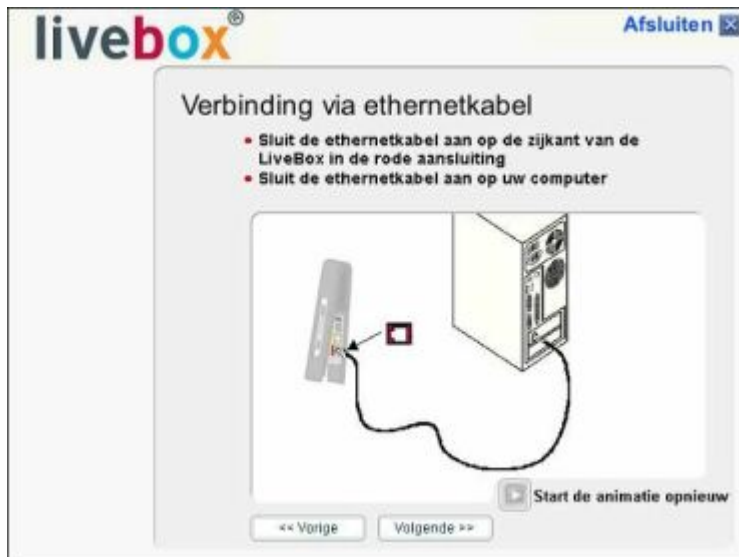 livebox®
Afsluiten
Verbinding via ethernetkabel
• Sluit de ethernetkabel aan op de zijkant van de
LiveBox in de rode aansluiting
• Sluit de ethernetkabel aan op uw computer
Start de animatie opnieuw
<< Vorige
Volgende >>